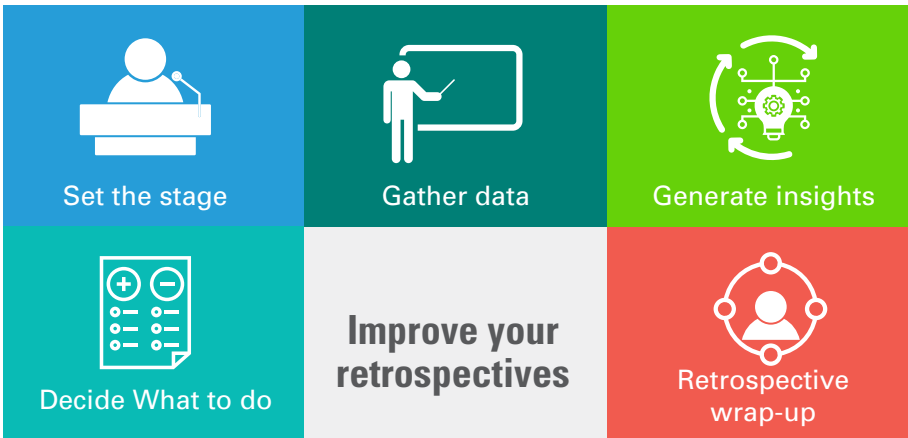 Set the stage
Gather data
Generate insights
Decide What to do
Improve your
retrospectives
Retrospective
wrap-up